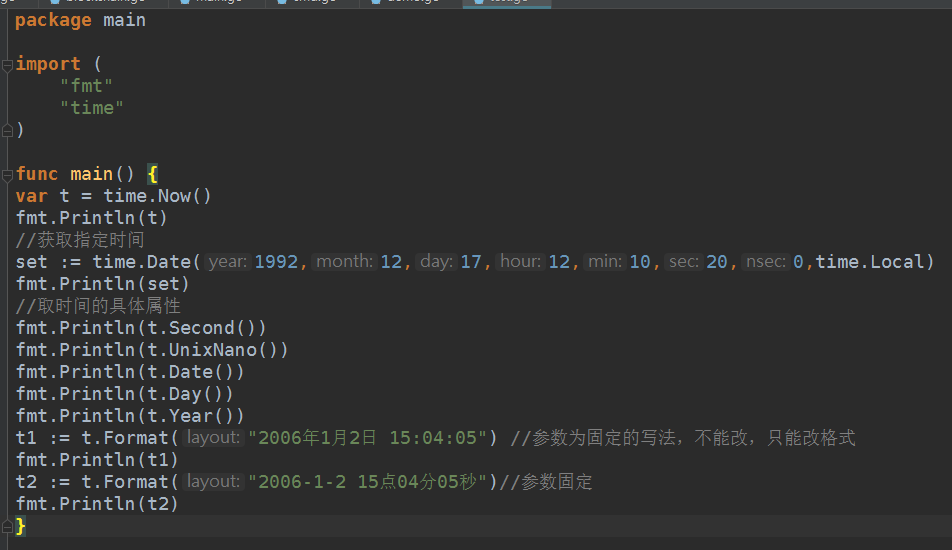 package main
import (
"fmt"
"time"
)
func main() {
var t = time.Now()
fmt.Println(t)
//获取指定时间
set := time.Date( year: 1992, month: 12, day: 17, hour: 12, min: 10, sec: 20, nsec: 0,time.Local)
fmt.Println(set)
//取时间的具体属性
fmt.Println(t.Second())
fmt.Println(t.UnixNano())
fmt.Println(t.Date())
fmt.Println(t.Day())
fmt.Println(t.Year())
t1 := t.Format( layout: "2006年1月2日 15:04:05") //参数为固定的写法，不能改，只能改格式
fmt.Println(t1)
t2 := t.Format( layout: "2006-1-2 15点04分05秒")//参数固定
fmt.Println(t2)
}